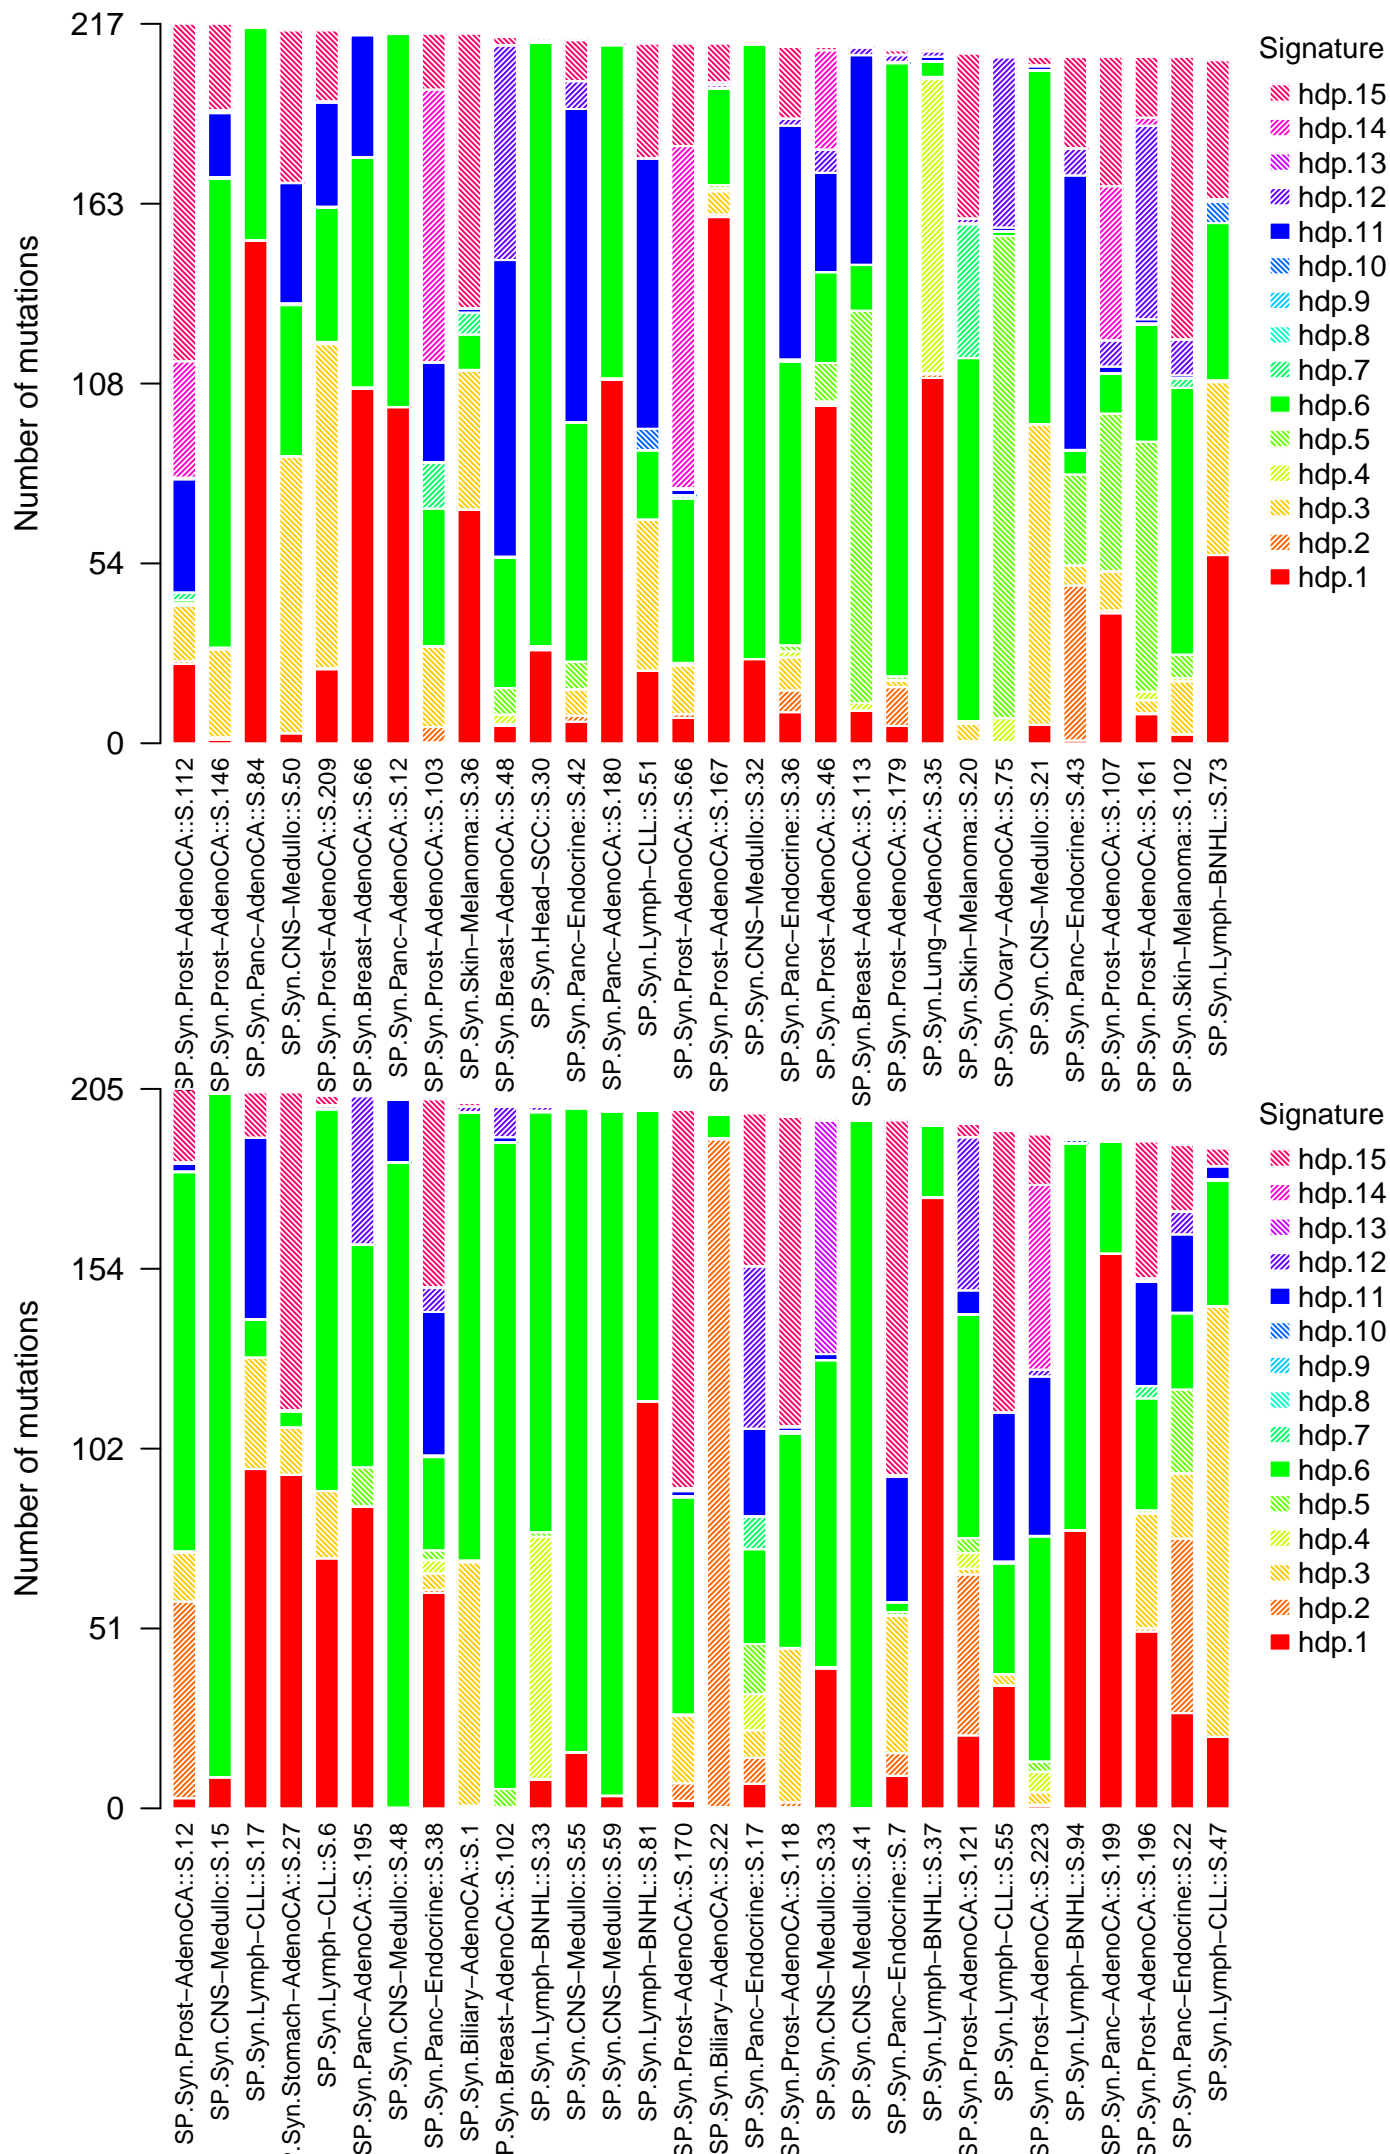 Number of mutations
217
163
108
54
0
Signature
hdp.15
hdp.14
hdp.13
hdp.12
hdp.11
hdp.10
hdp.9
hdp.8
hdp.7
hdp.6
hdp.5
hdp.4
hdp.3
hdp.2
hdp.1
SP.Syn.Prost−AdenoCA::S.112
SP.Syn.Prost−AdenoCA::S.146
SP.Syn.Panc−AdenoCA::S.84
SP.Syn.CNS−Medullo::S.50
SP.Syn.Prost−AdenoCA::S.209
SP.Syn.Breast−AdenoCA::S.66
SP.Syn.Panc−AdenoCA::S.12
SP.Syn.Prost−AdenoCA::S.103
SP.Syn.Skin−Melanoma::S.36
SP.Syn.Breast−AdenoCA::S.48
SP.Syn.Head−SCC::S.30
SP.Syn.Panc−Endocrine::S.42
SP.Syn.Panc−AdenoCA::S.180
SP.Syn.Lymph−CLL::S.51
SP.Syn.Prost−AdenoCA::S.66
SP.Syn.Prost−AdenoCA::S.167
SP.Syn.CNS−Medullo::S.32
SP.Syn.Panc−Endocrine::S.36
SP.Syn.Prost−AdenoCA::S.46
SP.Syn.Breast−AdenoCA::S.113
SP.Syn.Prost−AdenoCA::S.179
SP.Syn.Lung−AdenoCA::S.35
SP.Syn.Skin−Melanoma::S.20
SP.Syn.Ovary−AdenoCA::S.75
SP.Syn.CNS−Medullo::S.21
SP.Syn.Panc−Endocrine::S.43
SP.Syn.Prost−AdenoCA::S.107
SP.Syn.Prost−AdenoCA::S.161
SP.Syn.Skin−Melanoma::S.102
SP.Syn.Lymph−BNHL::S.73
Number of mutations
205
154
102
51
0
Signature
hdp.15
hdp.14
hdp.13
hdp.12
hdp.11
hdp.10
hdp.9
hdp.8
hdp.7
hdp.6
hdp.5
hdp.4
hdp.3
hdp.2
hdp.1
SP.Syn.Prost−AdenoCA::S.12
SP.Syn.CNS−Medullo::S.15
SP.Syn.Lymph−CLL::S.17
.Syn.Stomach−AdenoCA::S.27
SP.Syn.Lymph−CLL::S.6
SP.Syn.Panc−AdenoCA::S.195
SP.Syn.CNS−Medullo::S.48
SP.Syn.Panc−Endocrine::S.38
SP.Syn.Biliary−AdenoCA::S.1
SP.Syn.Breast−AdenoCA::S.102
SP.Syn.Lymph−BNHL::S.33
SP.Syn.CNS−Medullo::S.55
SP.Syn.CNS−Medullo::S.59
SP.Syn.Lymph−BNHL::S.81
SP.Syn.Prost−AdenoCA::S.170
SP.Syn.Biliary−AdenoCA::S.22
SP.Syn.Panc−Endocrine::S.17
SP.Syn.Prost−AdenoCA::S.118
SP.Syn.CNS−Medullo::S.33
SP.Syn.CNS−Medullo::S.41
SP.Syn.Panc−Endocrine::S.7
SP.Syn.Lymph−BNHL::S.37
SP.Syn.Prost−AdenoCA::S.121
SP.Syn.Lymph−CLL::S.55
SP.Syn.Prost−AdenoCA::S.223
SP.Syn.Lymph−BNHL::S.94
SP.Syn.Panc−AdenoCA::S.199
SP.Syn.Prost−AdenoCA::S.196
SP.Syn.Panc−Endocrine::S.22
SP.Syn.Lymph−CLL::S.47